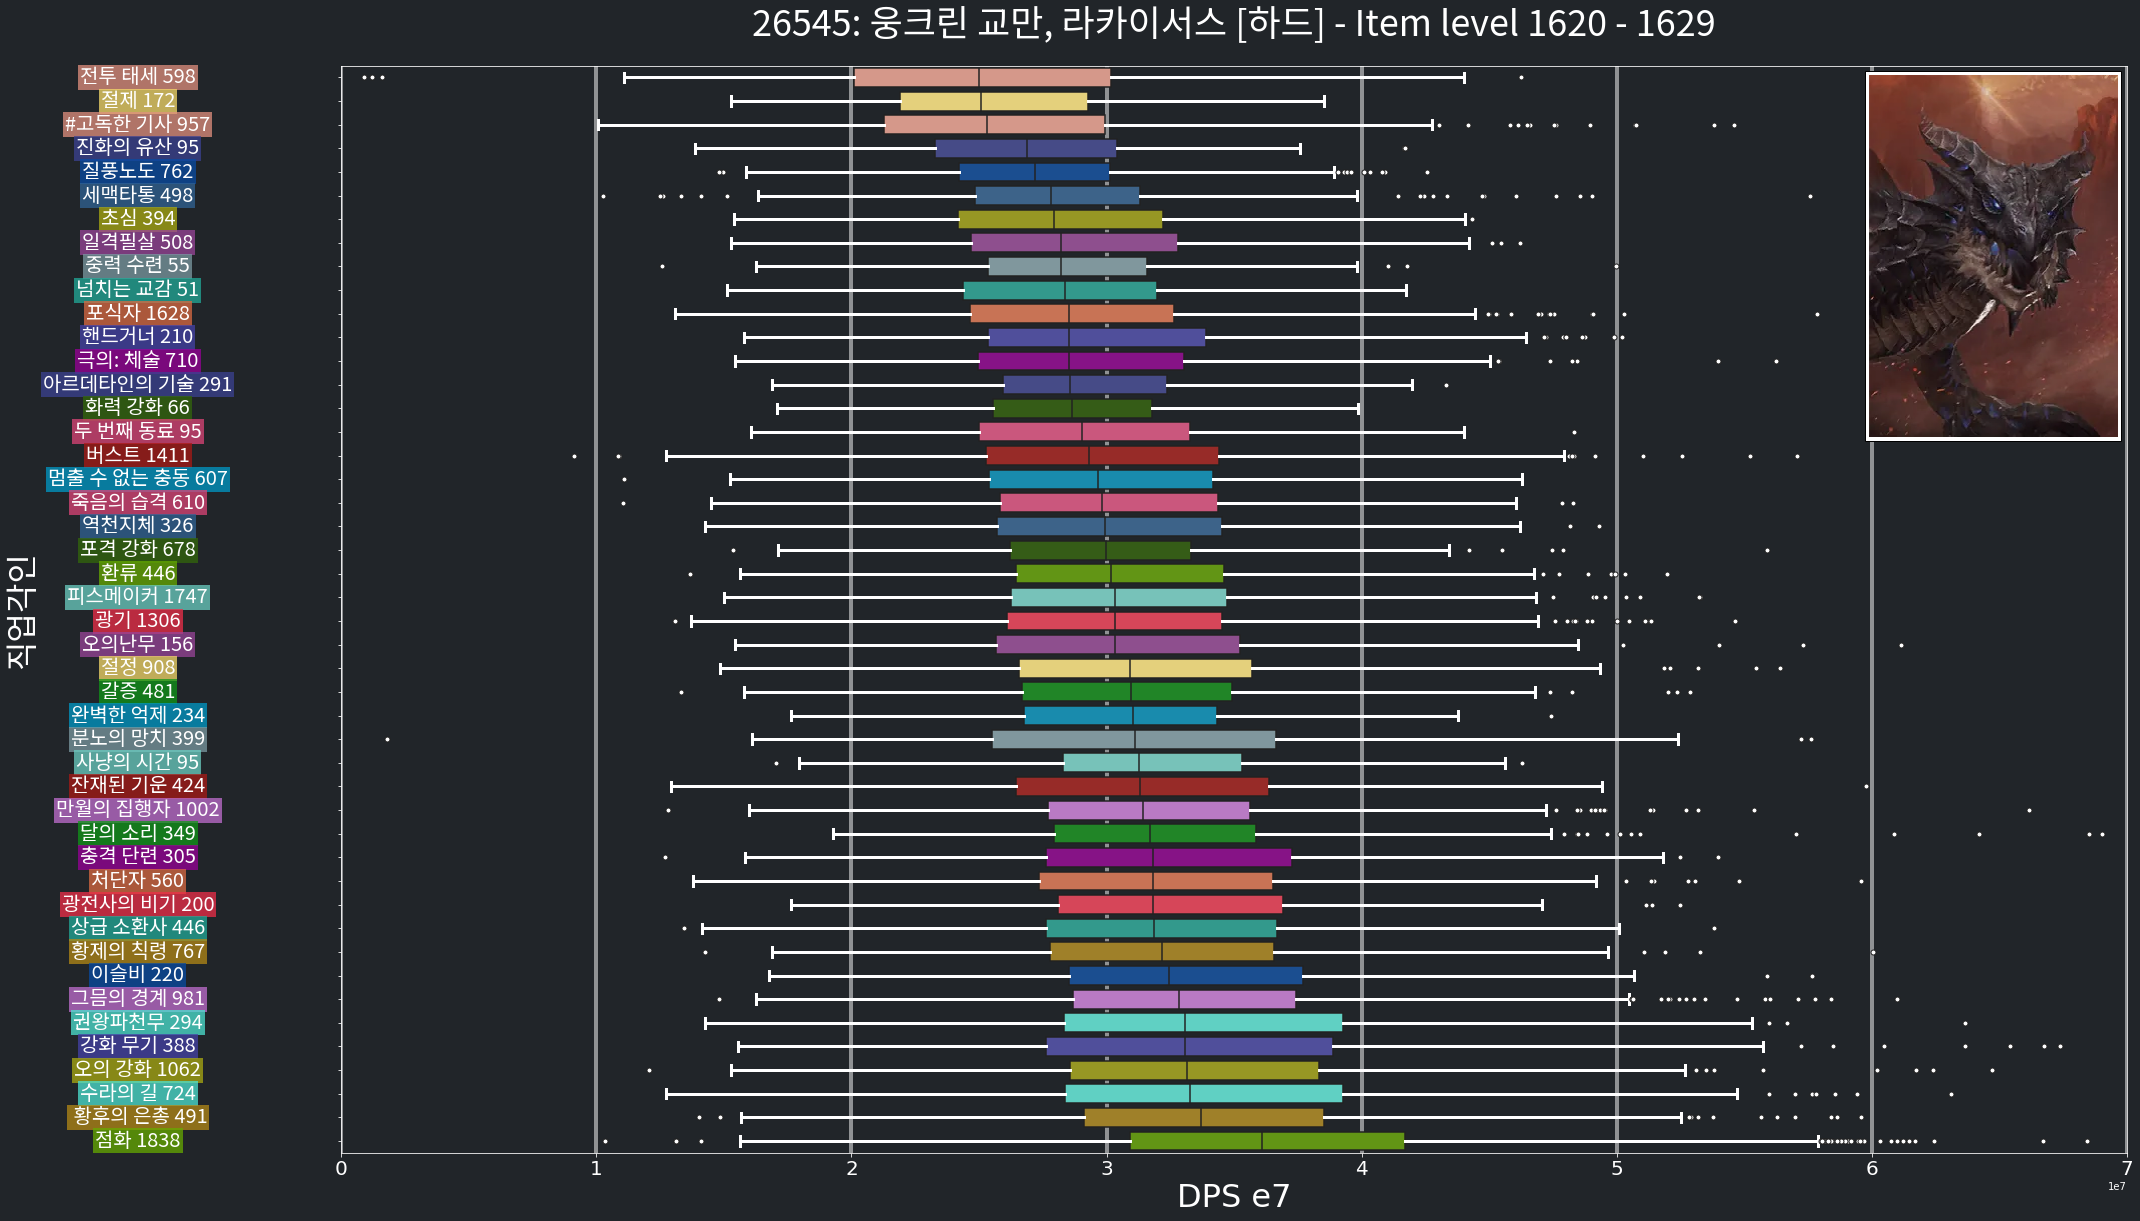 26545: 웅크린 교만, 라카이서스 [하드] - Item level 1620 - 1629
직업각인
전투 태세 598
절제 172
#고독한 기사 957
진화의 유산 95
질풍노도 762
세맥타통 498
초심 394
일격필살 508
중력 수련 55
넘치는 교감 51
포식자 1628
핸드거너 210
극의: 체술 710
아르데타인의 기술 291
화력 강화 66
두 번째 동료 95
버스트 1411
멈출 수 없는 충동 607
죽음의 습격 610
역천지체 326
포격 강화 678
환류 446
피스메이커 1747
광기 1306
오의난무 156
절정 908
갈증 481
완벽한 억제 234
분노의 망치 399
사냥의 시간 95
잔재된 기운 424
만월의 집행자 1002
달의 소리 349
충격 단련 305
처단자 560
광전사의 비기 200
상급 소환사 446
황제의 칙령 767
이슬비 220
그믐의 경계 981
권왕파천무 294
강화 무기 388
오의 강화 1062
수라의 길 724
황후의 은총 491
점화 1838
0 1 2 3 4 5 6 7
DPS e7
1e7